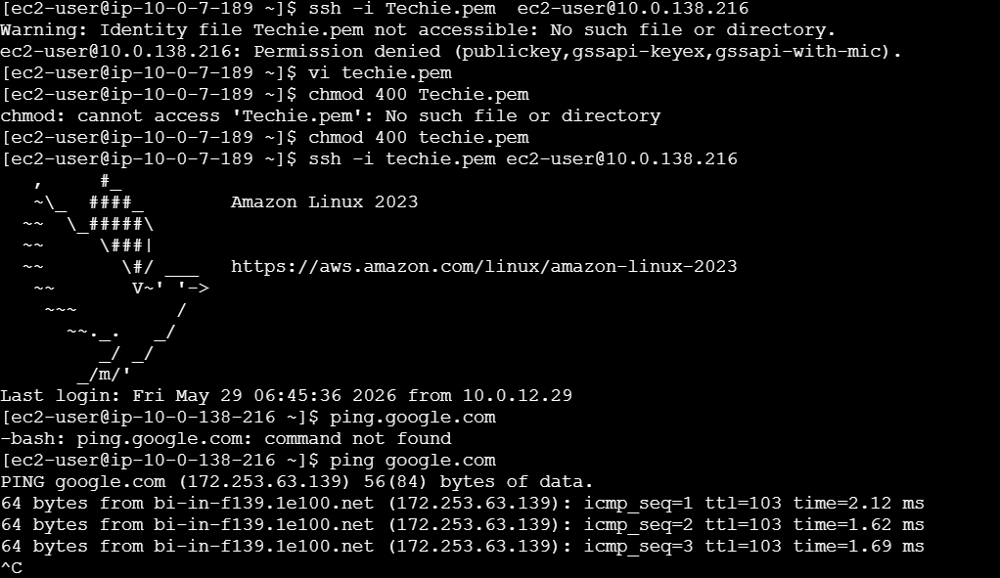 [ec2-user@ip-10-0-7-189 ~]$ ssh -i Techie.pem  ec2-user@10.0.138.216
Warning: Identity file Techie.pem not accessible: No such file or directory.
ec2-user@10.0.138.216: Permission denied (publickey,gssapi-keyex,gssapi-with-mic).
[ec2-user@ip-10-0-7-189 ~]$ vi techie.pem
[ec2-user@ip-10-0-7-189 ~]$ chmod 400 Techie.pem
chmod: cannot access 'Techie.pem': No such file or directory
[ec2-user@ip-10-0-7-189 ~]$ chmod 400 techie.pem
[ec2-user@ip-10-0-7-189 ~]$ ssh -i techie.pem ec2-user@10.0.138.216
   ,     #_
   ~\_  ####_        Amazon Linux 2023
  ~~  \_#####\
  ~~     \###|
  ~~       \#/ ___   https://aws.amazon.com/linux/amazon-linux-2023
   ~~       V~' '->
    ~~~         /
      ~~._.   _/
         _/ _/
       _/m/'
Last login: Fri May 29 06:45:36 2026 from 10.0.12.29
[ec2-user@ip-10-0-138-216 ~]$ ping.google.com
-bash: ping.google.com: command not found
[ec2-user@ip-10-0-138-216 ~]$ ping google.com
PING google.com (172.253.63.139) 56(84) bytes of data.
64 bytes from bi-in-f139.1e100.net (172.253.63.139): icmp_seq=1 ttl=103 time=2.12 ms
64 bytes from bi-in-f139.1e100.net (172.253.63.139): icmp_seq=2 ttl=103 time=1.62 ms
64 bytes from bi-in-f139.1e100.net (172.253.63.139): icmp_seq=3 ttl=103 time=1.69 ms
^C